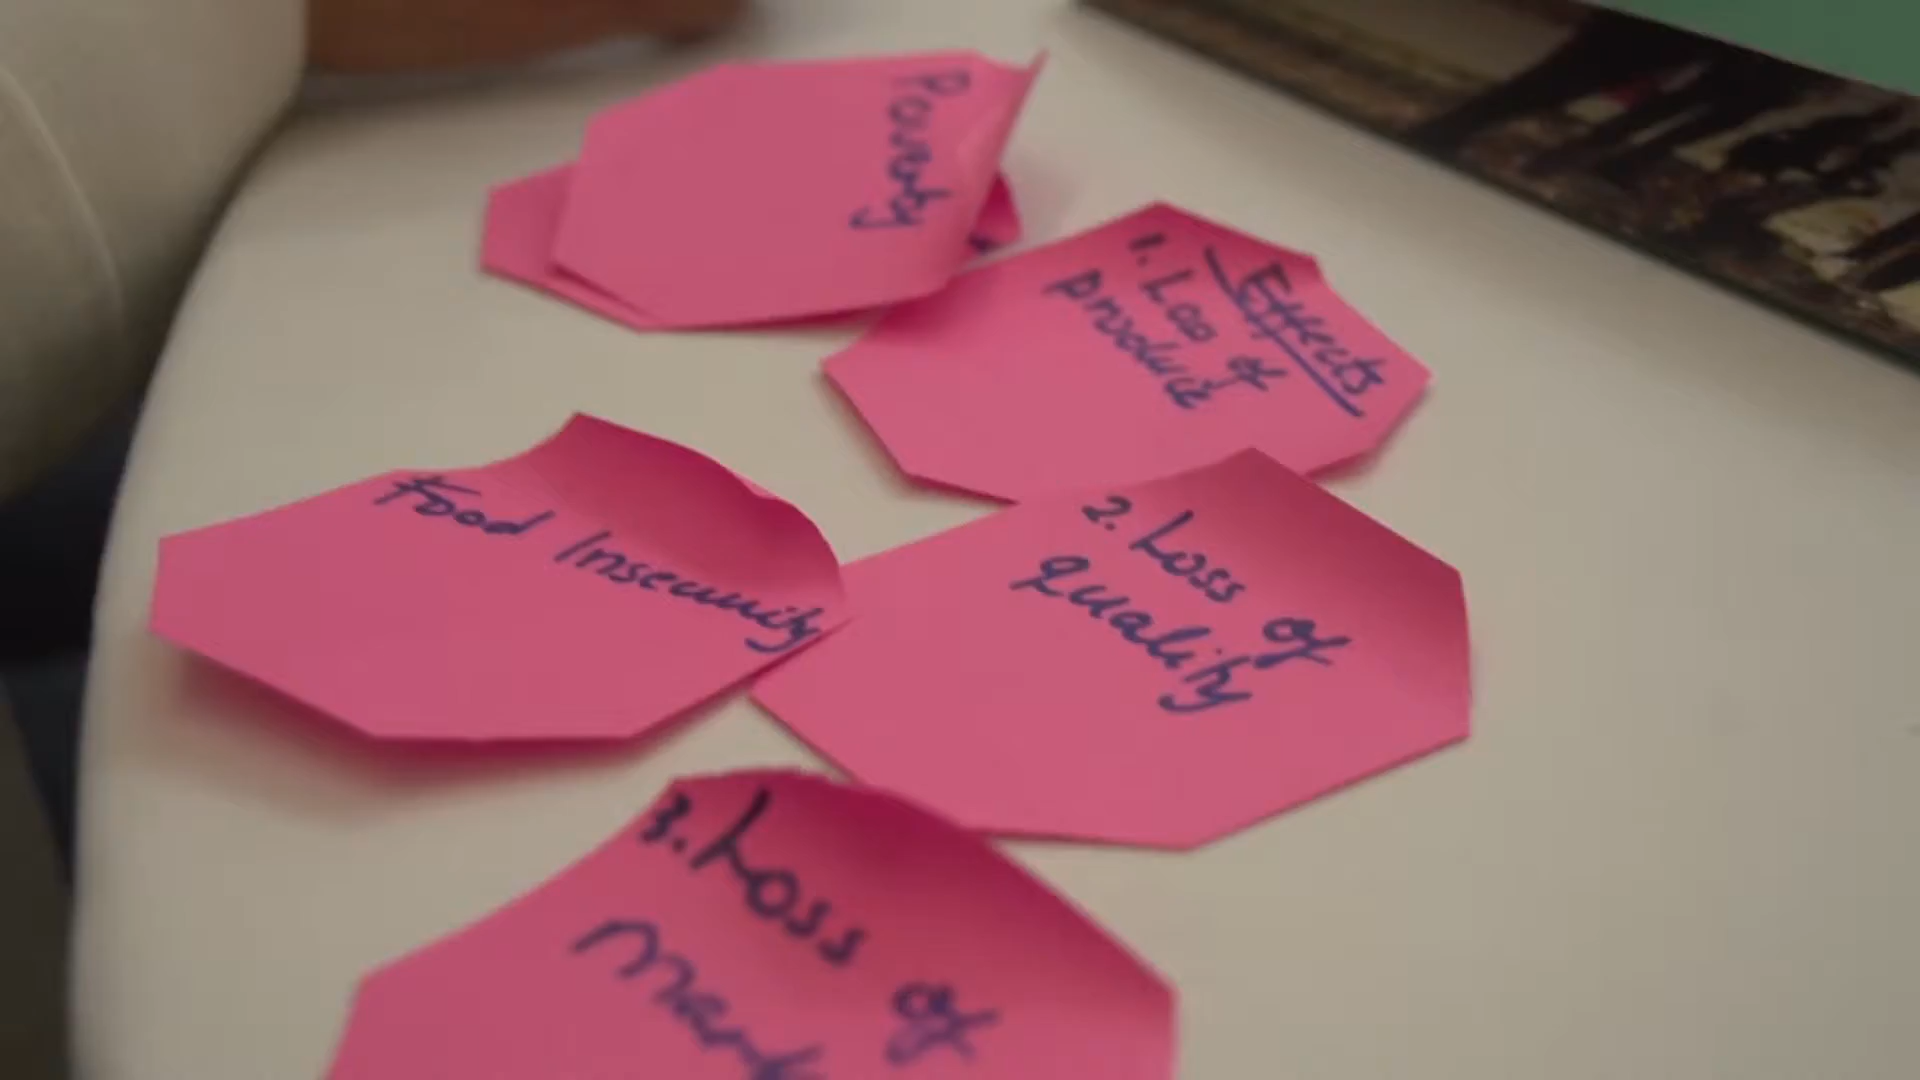 Poverty
Effects
1. Loss of
produce
Food Insecurity
2. Loss of
quality
3. Loss of